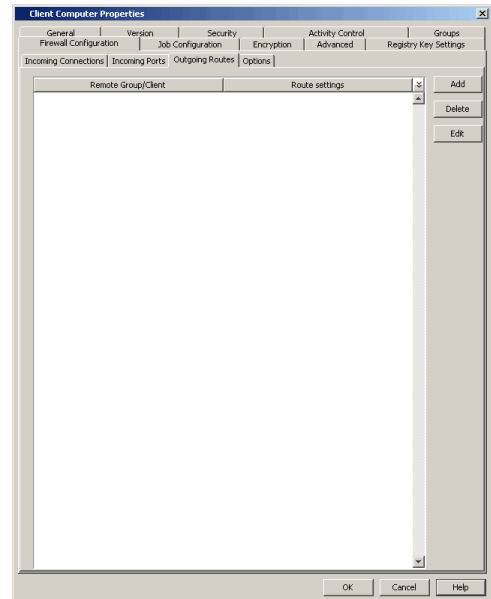 Client Computer Properties
General Version Security Activity Control Groups
Firewall Configuration Job Configuration Encryption Advanced Registry Key Settings
Incoming Connections Incoming Ports Outgoing Routes Options
Remote Group/Client Route settings Add
Delete
Edit
OK Cancel Help